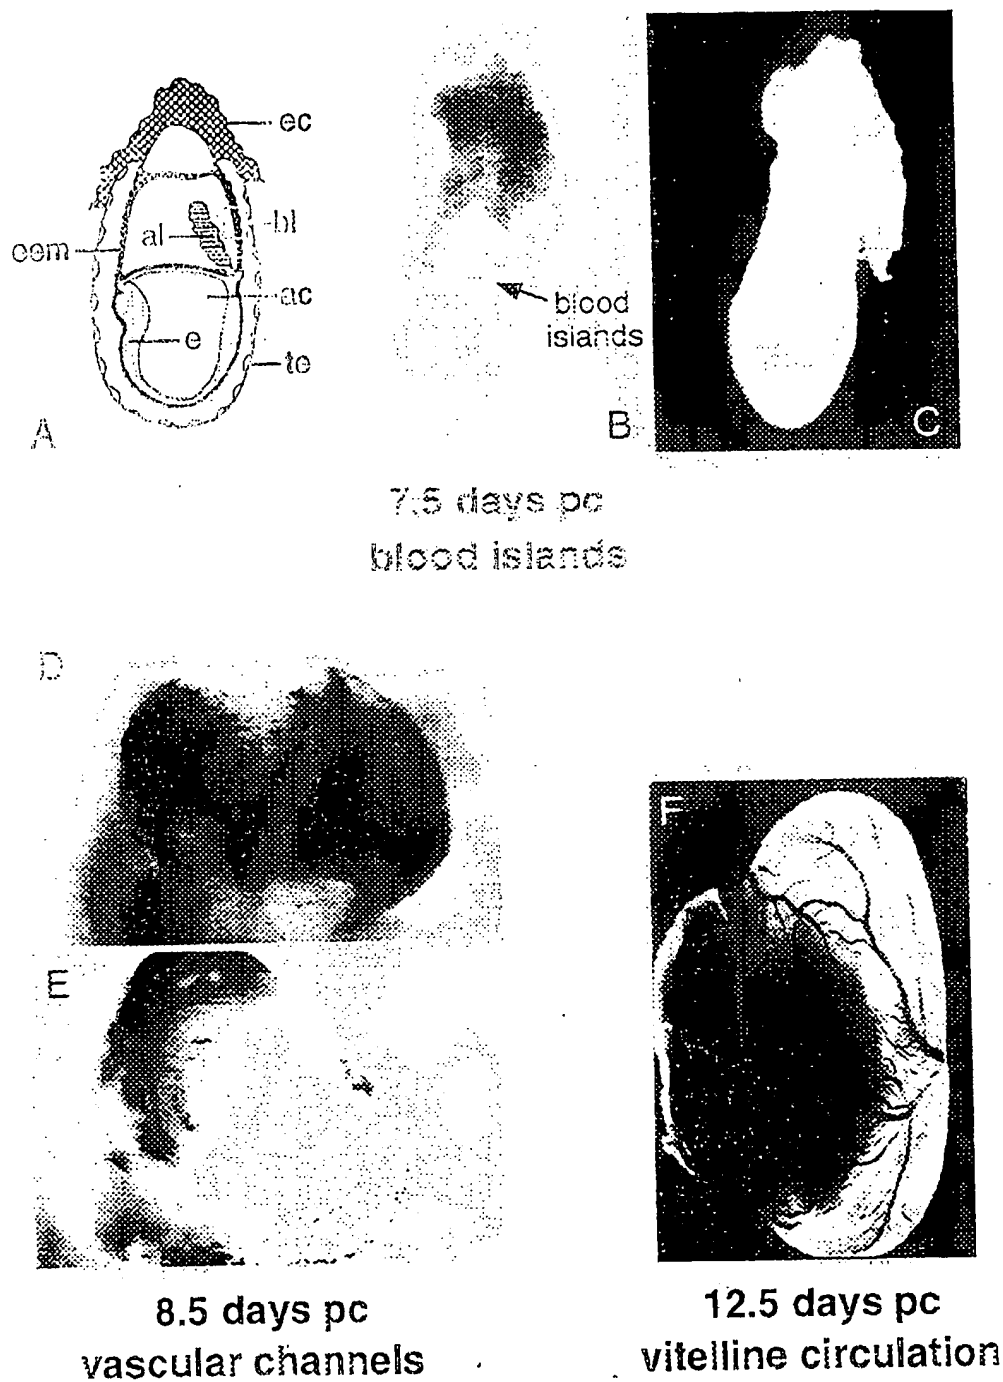 ec
al
bl
eem
ac
e
te
A
blood
islands
B
C
7.5 days pc
blood islands
D
E
F
8.5 days pc
vascular channels
12.5 days pc
vitelline circulation